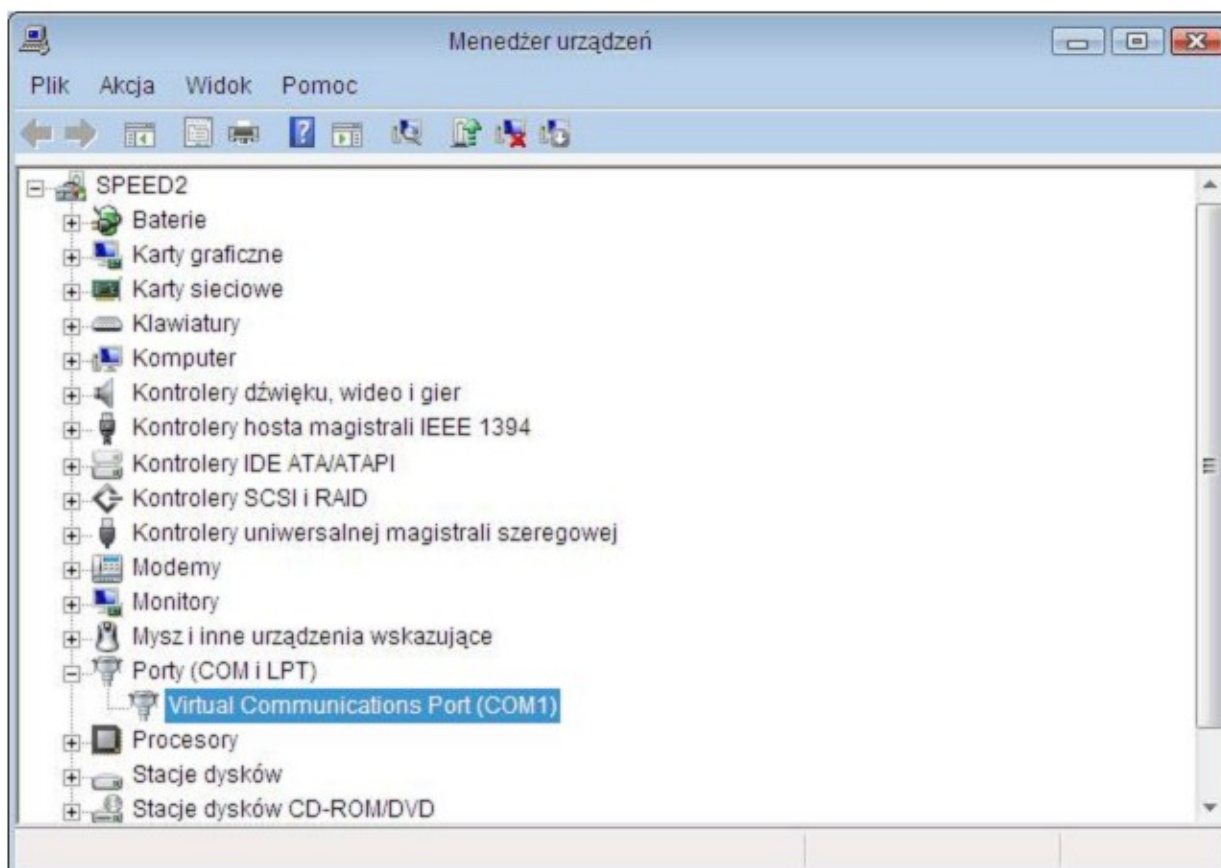 Menedżer urządzeń
Plik Akcja Widok Pomoc
SPEED2
Baterie
Karty graficzne
Karty sieciowe
Klawiatury
Komputer
Kontrolery dźwięku, wideo i gier
Kontrolery hosta magistrali IEEE 1394
Kontrolery IDE ATA/ATAPI
Kontrolery SCSI i RAID
Kontrolery uniwersalnej magistrali szeregowej
Modemy
Monitory
Mysz i inne urządzenia wskazujące
Porty (COM i LPT)
Virtual Communications Port (COM1)
Procesory
Stacje dysków
Stacje dysków CD-ROM/DVD